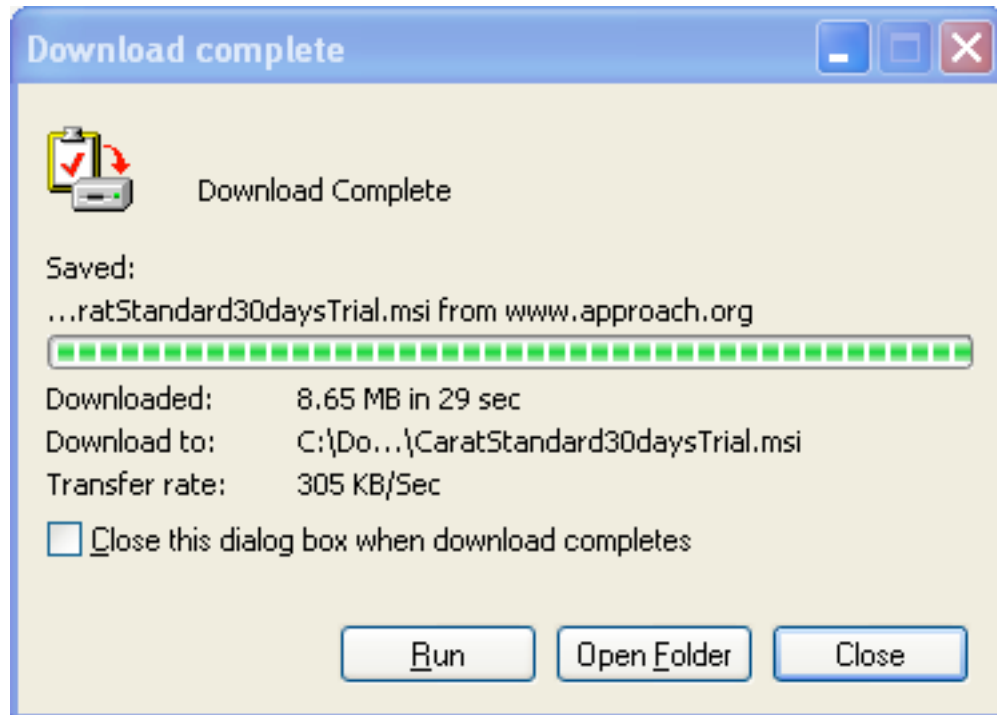 Download complete
Download Complete
Saved:
...ratStandard30daysTrial.msi from www.approach.org
Downloaded: 8.65 MB in 29 sec
Download to: C:\Do...\CaratStandard30daysTrial.msi
Transfer rate: 305 KB/Sec
Close this dialog box when download completes
Run Open Folder Close